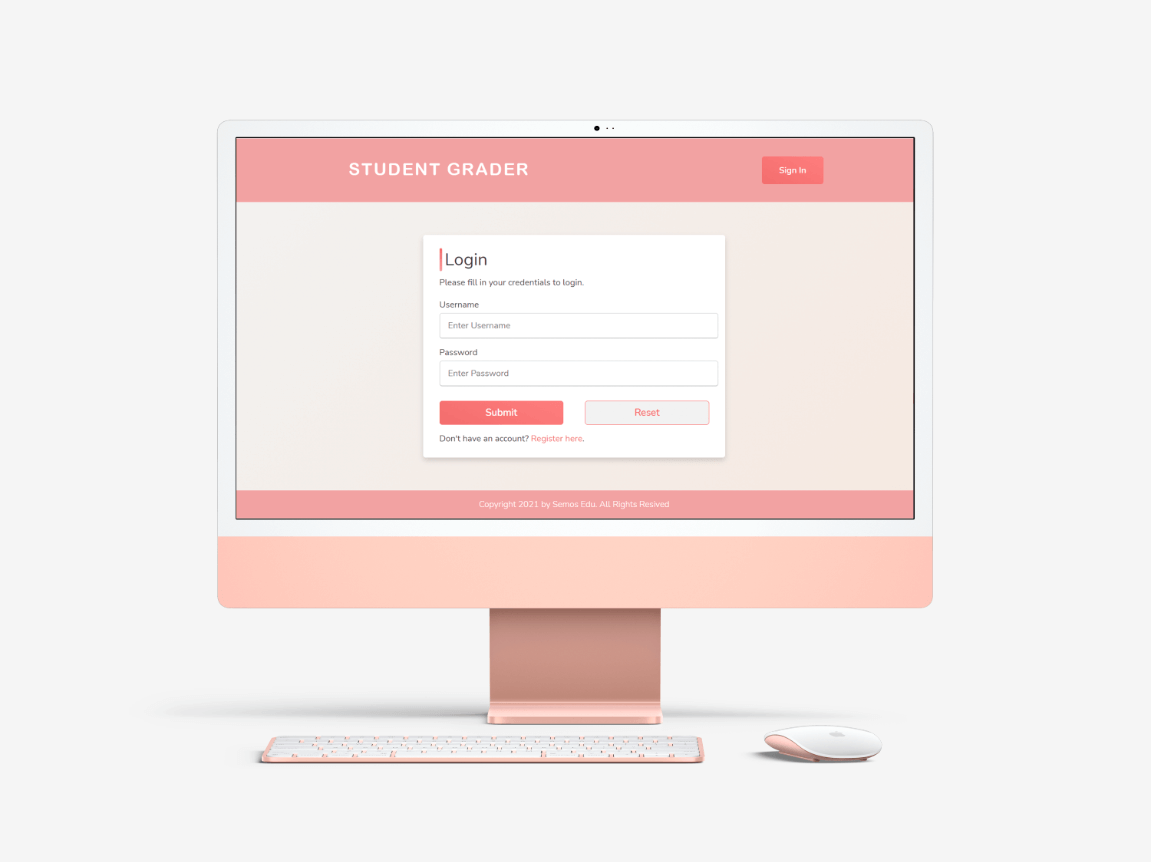 STUDENT GRADER
Sign In
Login
Please fill in your credentials to login.
Username
Enter Username
Password
Enter Password
Submit
Reset
Don't have an account? Register here.
Copyright 2021 by Semos Edu. All Rights Resived